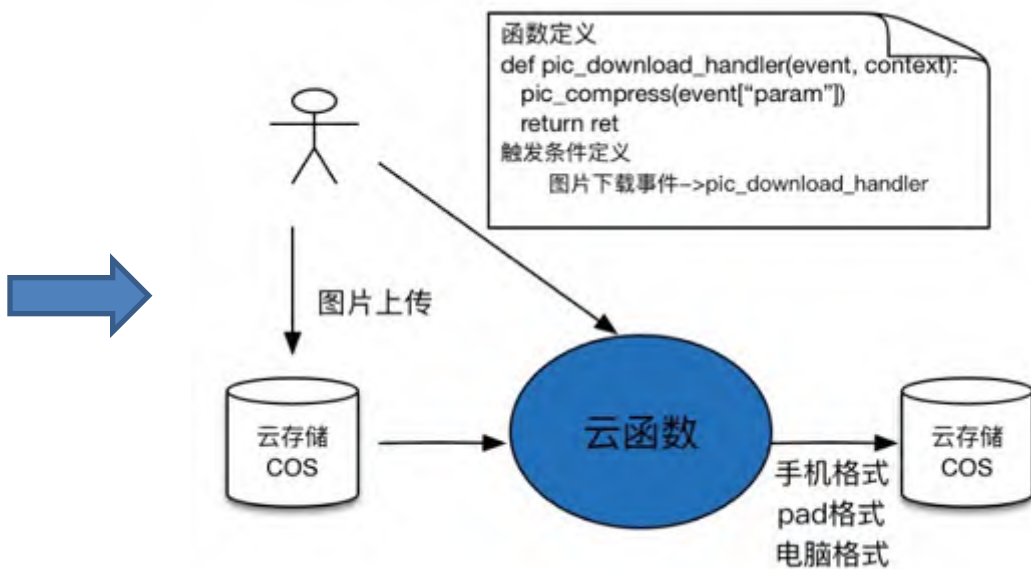 函数定义
def pic_download_handler(event, context):
pic_compress(event[“param”])
return ret
触发条件定义
图片下载事件->pic_download_handler
图片上传
云存储
COS
云函数
手机格式
pad格式
电脑格式
云存储
COS